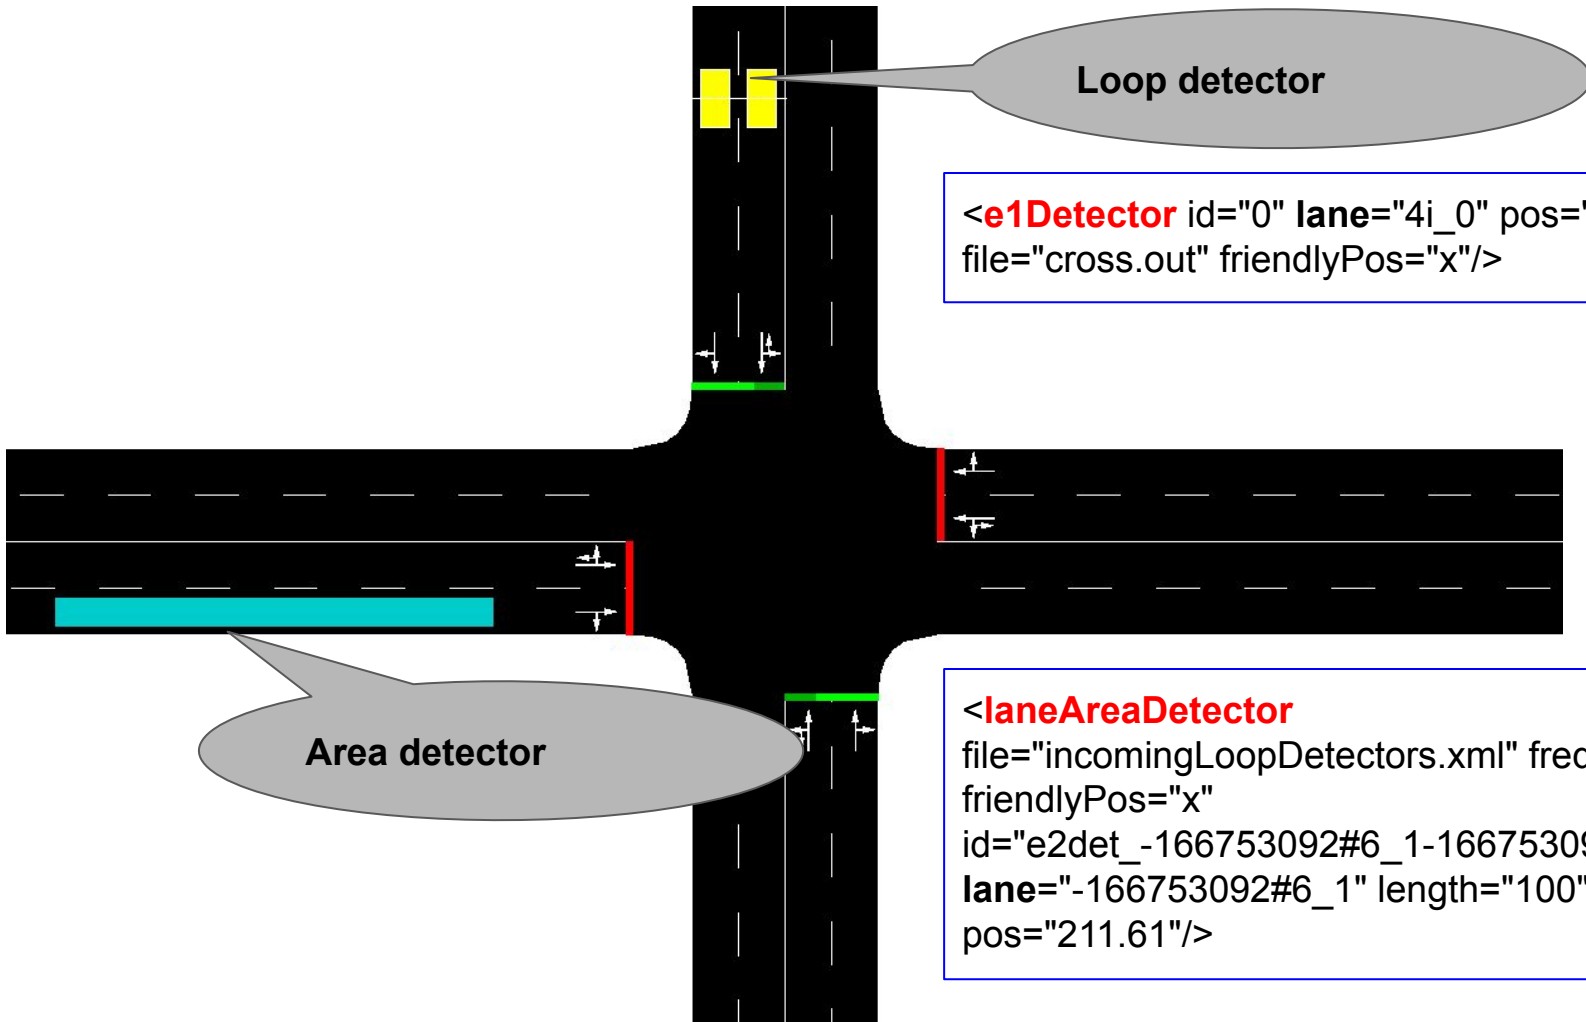 Loop detector
<e1Detector id="0" lane="4i_0" pos="
file="cross.out" friendlyPos="x"/>
Area detector
<laneAreaDetector
file="incomingLoopDetectors.xml"
friendlyPos="x"
id="e2det_-166753092#6_1-16675309
lane="-166753092#6_1" length="100"
pos="211.61"/>